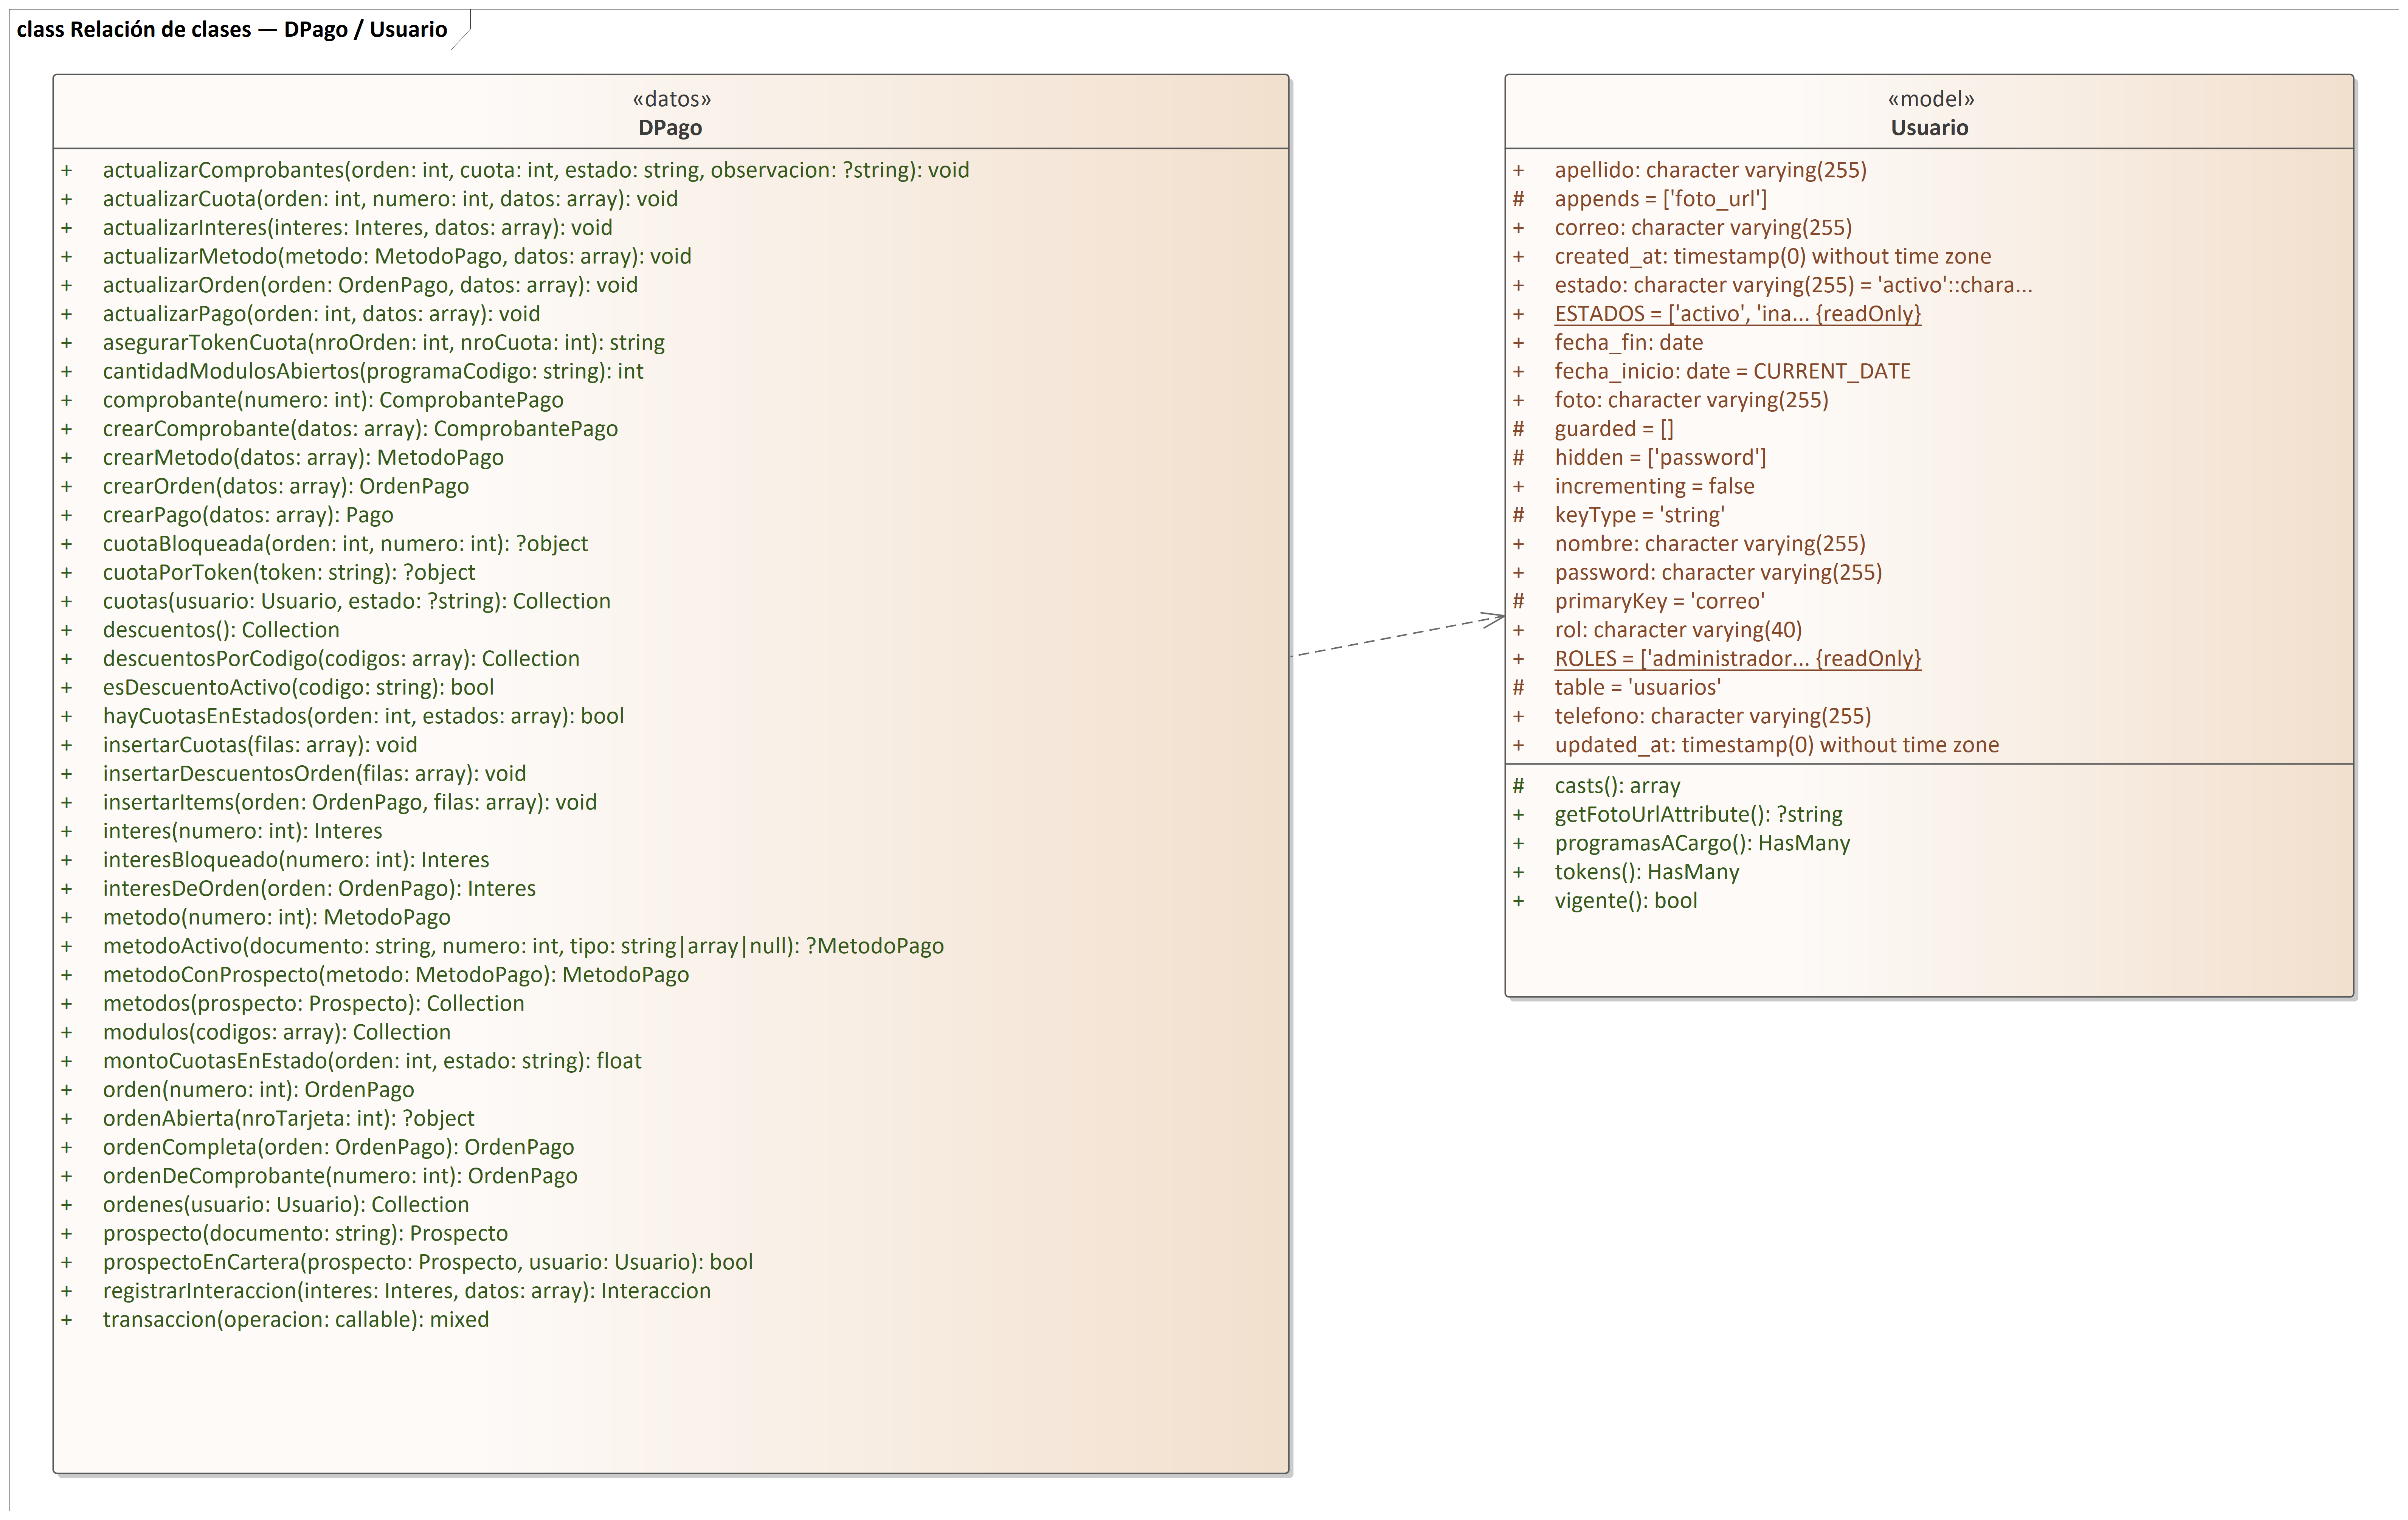 class Relación de clases — DPago / Usuario
«datos»
DPago
+ actualizarComprobantes(orden: int, cuota: int, estado: string, observacion: ?string): void
+ actualizarCuota(orden: int, numero: int, datos: array): void
+ actualizarInteres(interes: Interes, datos: array): void
+ actualizarMetodo(metodo: MetodoPago, datos: array): void
+ actualizarOrden(orden: OrdenPago, datos: array): void
+ actualizarPago(orden: int, datos: array): void
+ asegurarTokenCuota(nroOrden: int, nroCuota: int): string
+ cantidadModulosAbiertos(programaCodigo: string): int
+ comprobante(numero: int): ComprobantePago
+ crearComprobante(datos: array): ComprobantePago
+ crearMetodo(datos: array): MetodoPago
+ crearOrden(datos: array): OrdenPago
+ crearPago(datos: array): Pago
+ cuotaBloqueada(orden: int, numero: int): ?object
+ cuotaPorToken(token: string): ?object
+ cuotas(usuario: Usuario, estado: ?string): Collection
+ descuentos(): Collection
+ descuentosPorCodigo(codigos: array): Collection
+ esDescuentoActivo(codigo: string): bool
+ hayCuotasEnEstados(orden: int, estados: array): bool
+ insertarCuotas(filas: array): void
+ insertarDescuentosOrden(filas: array): void
+ insertarItems(orden: OrdenPago, filas: array): void
+ interes(numero: int): Interes
+ interesBloqueado(numero: int): Interes
+ interesDeOrden(orden: OrdenPago): Interes
+ metodo(numero: int): MetodoPago
+ metodoActivo(documento: string, numero: int, tipo: string|array|null): ?MetodoPago
+ metodoConProspecto(metodo: MetodoPago): MetodoPago
+ metodos(prospecto: Prospecto): Collection
+ modulos(codigos: array): Collection
+ montoCuotasEnEstado(orden: int, estado: string): float
+ orden(numero: int): OrdenPago
+ ordenAbierta(nroTarjeta: int): ?object
+ ordenCompleta(orden: OrdenPago): OrdenPago
+ ordenDeComprobante(numero: int): OrdenPago
+ ordenes(usuario: Usuario): Collection
+ prospecto(documento: string): Prospecto
+ prospectoEnCartera(prospecto: Prospecto, usuario: Usuario): bool
+ registrarInteraccion(interes: Interes, datos: array): Interaccion
+ transaccion(operacion: callable): mixed
«model»
Usuario
+ apellido: character varying(255)
# appends = ['foto_url']
+ correo: character varying(255)
+ created_at: timestamp(0) without time zone
+ estado: character varying(255) = 'activo'::chara...
+ ESTADOS = ['activo', 'ina... {readOnly}
+ fecha_fin: date
+ fecha_inicio: date = CURRENT_DATE
+ foto: character varying(255)
# guarded = []
# hidden = ['password']
+ incrementing = false
# keyType = 'string'
+ nombre: character varying(255)
+ password: character varying(255)
# primaryKey = 'correo'
+ rol: character varying(40)
+ ROLES = ['administrador... {readOnly}
# table = 'usuarios'
+ telefono: character varying(255)
+ updated_at: timestamp(0) without time zone
# casts(): array
+ getFotoUrlAttribute(): ?string
+ programasACargo(): HasMany
+ tokens(): HasMany
+ vigente(): bool